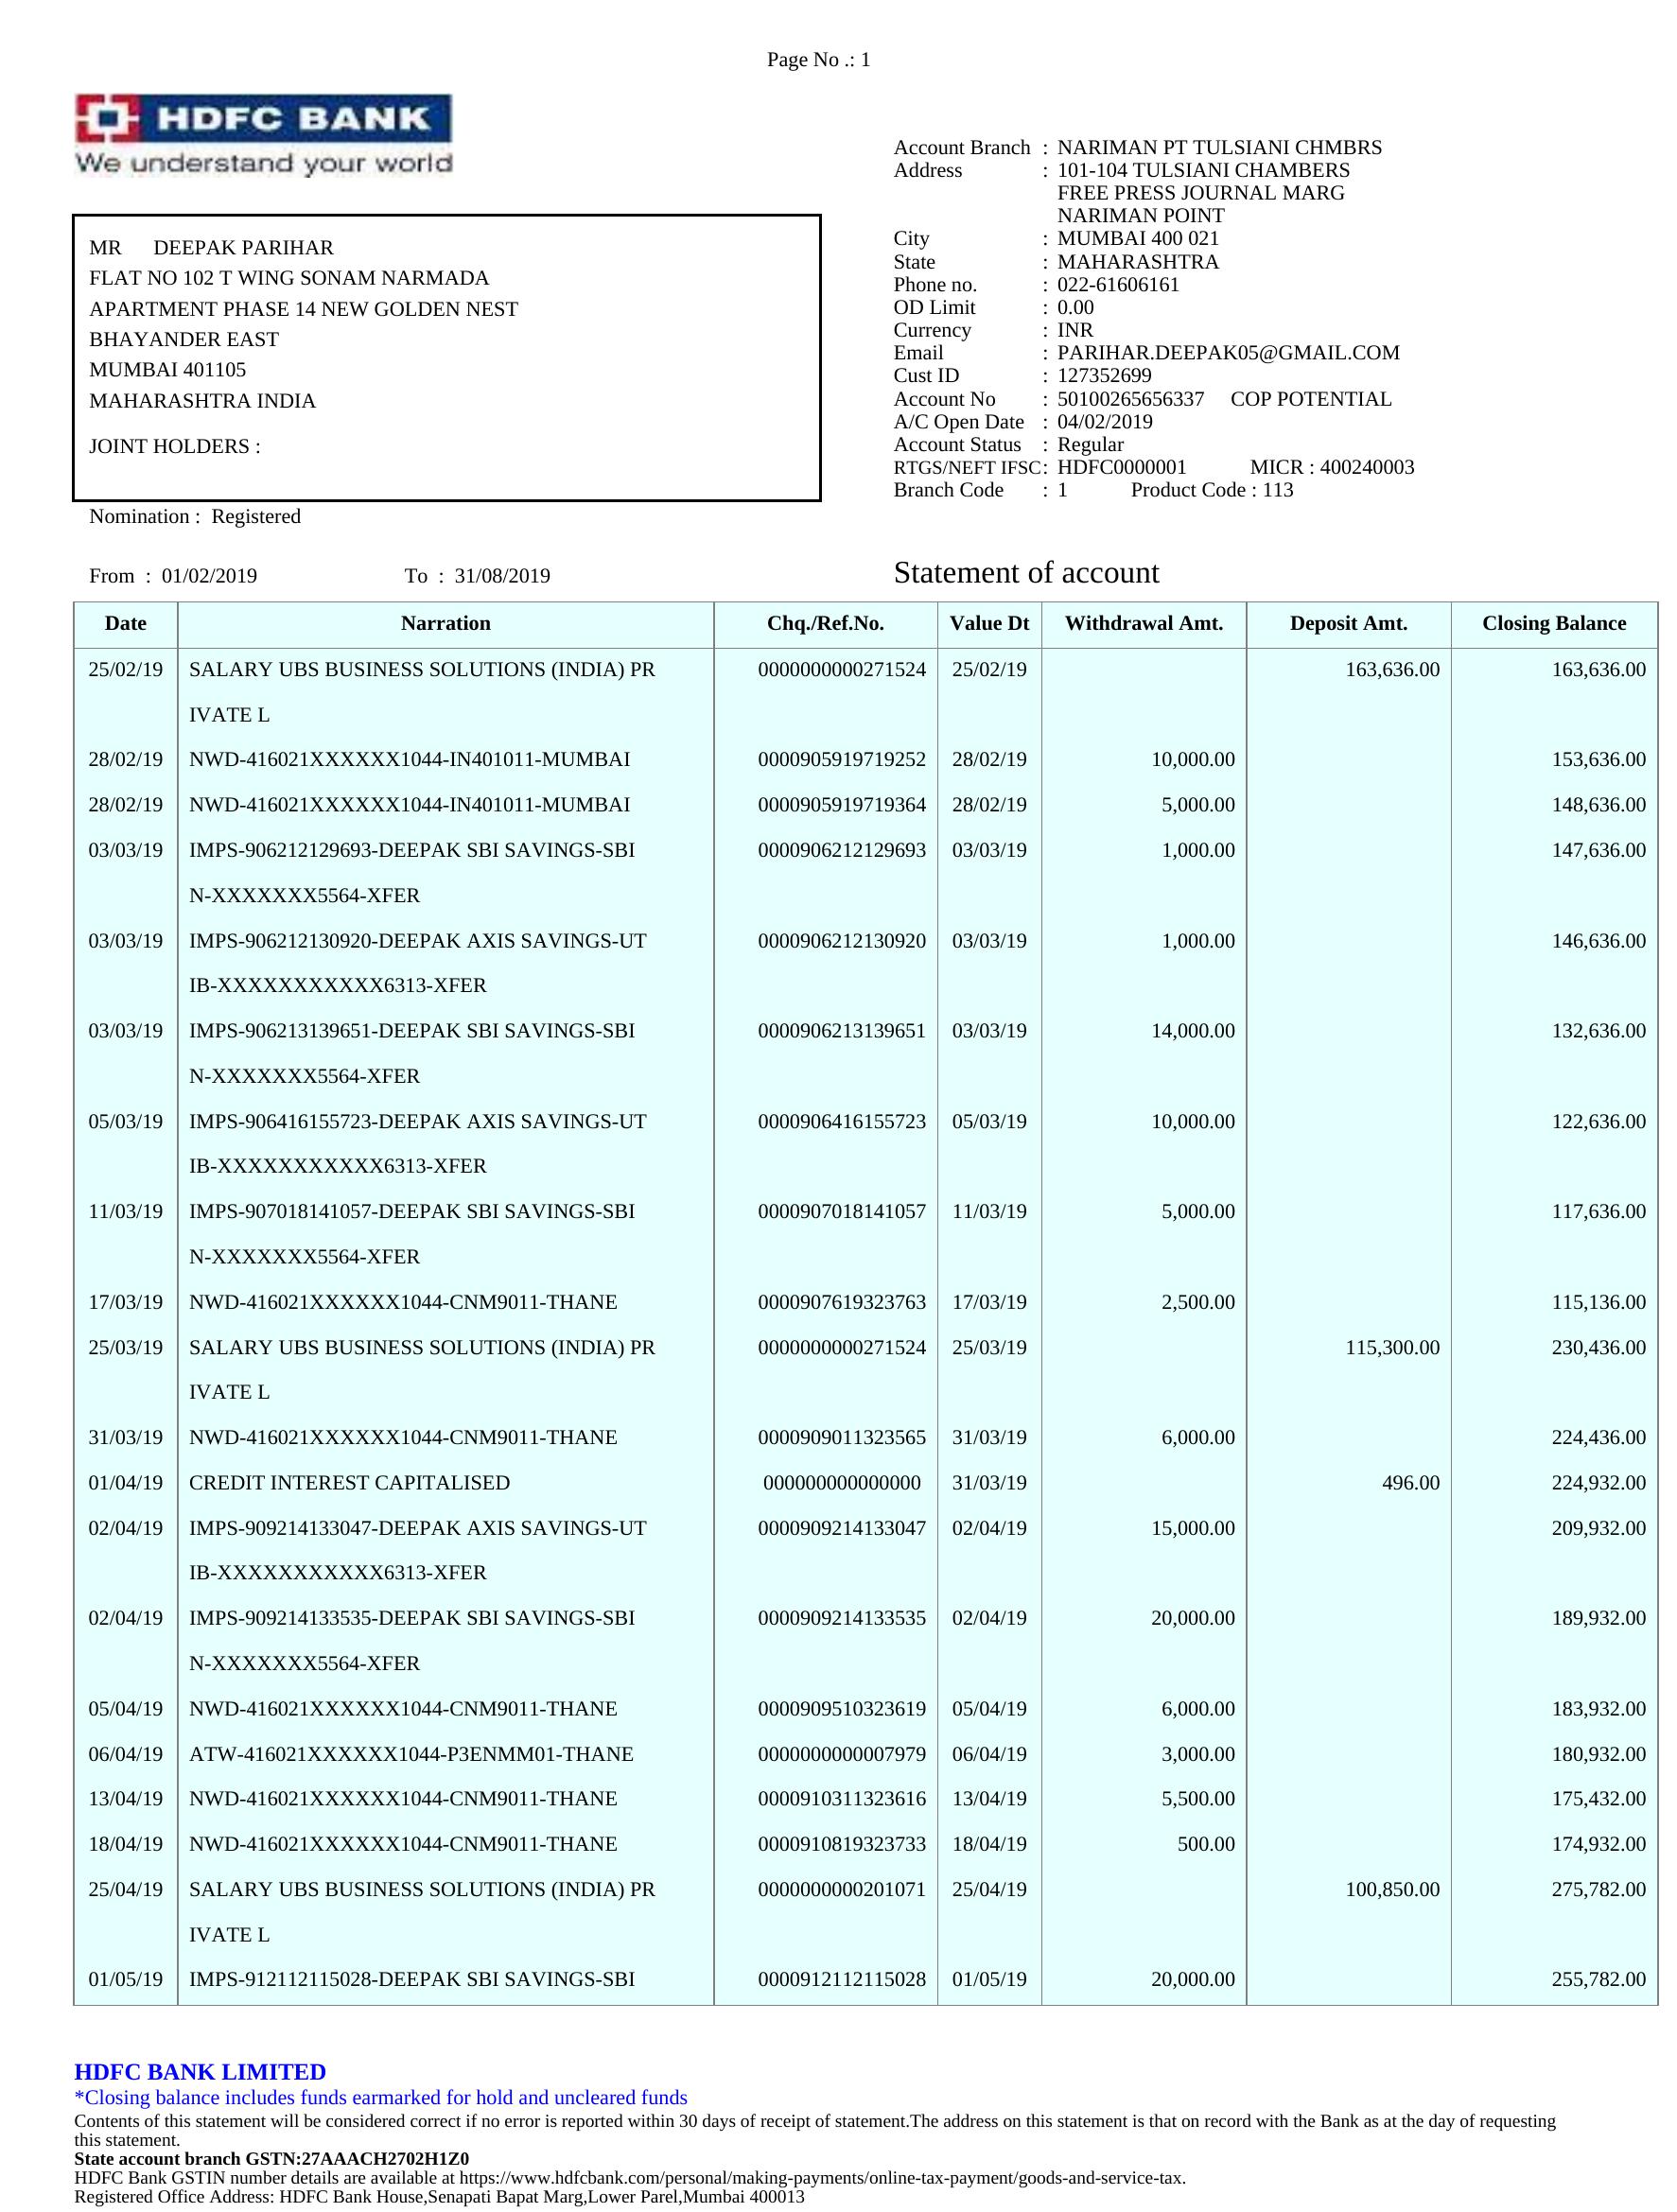 Page No .: 1
HDFC BANK
We understand your world
Account Branch : NARIMAN PT TULSIANI CHMBRS
Address : 101-104 TULSIANI CHAMBERS
FREE PRESS JOURNAL MARG
NARIMAN POINT
City : MUMBAI 400 021
State : MAHARASHTRA
Phone no. : 022-61606161
OD Limit : 0.00
Currency : INR
Email : PARIHAR.DEEPAK05@GMAIL.COM
Cust ID : 127352699
Account No : 50100265656337 COP POTENTIAL
A/C Open Date : 04/02/2019
Account Status : Regular
RTGS/NEFT IFSC : HDFC0000001 MICR : 400240003
Branch Code : 1 Product Code : 113
MR DEEPAK PARIHAR
FLAT NO 102 T WING SONAM NARMADA
APARTMENT PHASE 14 NEW GOLDEN NEST
BHAYANDER EAST
MUMBAI 401105
MAHARASHTRA INDIA
JOINT HOLDERS :
Nomination : Registered
From : 01/02/2019 To : 31/08/2019 Statement of account
Date Narration Chq./Ref.No. Value Dt Withdrawal Amt. Deposit Amt. Closing Balance
25/02/19 SALARY UBS BUSINESS SOLUTIONS (INDIA) PR 0000000000271524 25/02/19 163,636.00 163,636.00
IVATE L
28/02/19 NWD-416021XXXXXX1044-IN401011-MUMBAI 0000905919719252 28/02/19 10,000.00 153,636.00
28/02/19 NWD-416021XXXXXX1044-IN401011-MUMBAI 0000905919719364 28/02/19 5,000.00 148,636.00
03/03/19 IMPS-906212129693-DEEPAK SBI SAVINGS-SBI 0000906212129693 03/03/19 1,000.00 147,636.00
N-XXXXXXX5564-XFER
03/03/19 IMPS-906212130920-DEEPAK AXIS SAVINGS-UT 0000906212130920 03/03/19 1,000.00 146,636.00
IB-XXXXXXXXXXX6313-XFER
03/03/19 IMPS-906213139651-DEEPAK SBI SAVINGS-SBI 0000906213139651 03/03/19 14,000.00 132,636.00
N-XXXXXXX5564-XFER
05/03/19 IMPS-906416155723-DEEPAK AXIS SAVINGS-UT 0000906416155723 05/03/19 10,000.00 122,636.00
IB-XXXXXXXXXXX6313-XFER
11/03/19 IMPS-907018141057-DEEPAK SBI SAVINGS-SBI 0000907018141057 11/03/19 5,000.00 117,636.00
N-XXXXXXX5564-XFER
17/03/19 NWD-416021XXXXXX1044-CNM9011-THANE 0000907619323763 17/03/19 2,500.00 115,136.00
25/03/19 SALARY UBS BUSINESS SOLUTIONS (INDIA) PR 0000000000271524 25/03/19 115,300.00 230,436.00
IVATE L
31/03/19 NWD-416021XXXXXX1044-CNM9011-THANE 0000909011323565 31/03/19 6,000.00 224,436.00
01/04/19 CREDIT INTEREST CAPITALISED 000000000000000 31/03/19 496.00 224,932.00
02/04/19 IMPS-909214133047-DEEPAK AXIS SAVINGS-UT 0000909214133047 02/04/19 15,000.00 209,932.00
IB-XXXXXXXXXXX6313-XFER
02/04/19 IMPS-909214133535-DEEPAK SBI SAVINGS-SBI 0000909214133535 02/04/19 20,000.00 189,932.00
N-XXXXXXX5564-XFER
05/04/19 NWD-416021XXXXXX1044-CNM9011-THANE 0000909510323619 05/04/19 6,000.00 183,932.00
06/04/19 ATW-416021XXXXXX1044-P3ENMM01-THANE 0000000000007979 06/04/19 3,000.00 180,932.00
13/04/19 NWD-416021XXXXXX1044-CNM9011-THANE 0000910311323616 13/04/19 5,500.00 175,432.00
18/04/19 NWD-416021XXXXXX1044-CNM9011-THANE 0000910819323733 18/04/19 500.00 174,932.00
25/04/19 SALARY UBS BUSINESS SOLUTIONS (INDIA) PR 0000000000201071 25/04/19 100,850.00 275,782.00
IVATE L
01/05/19 IMPS-912112115028-DEEPAK SBI SAVINGS-SBI 0000912112115028 01/05/19 20,000.00 255,782.00
HDFC BANK LIMITED
*Closing balance includes funds earmarked for hold and uncleared funds
Contents of this statement will be considered correct if no error is reported within 30 days of receipt of statement.The address on this statement is that on record with the Bank as at the day of requesting
this statement.
State account branch GSTN:27AAACH2702H1Z0
HDFC Bank GSTIN number details are available at https://www.hdfcbank.com/personal/making-payments/online-tax-payment/goods-and-service-tax.
Registered Office Address: HDFC Bank House,Senapati Bapat Marg,Lower Parel,Mumbai 400013